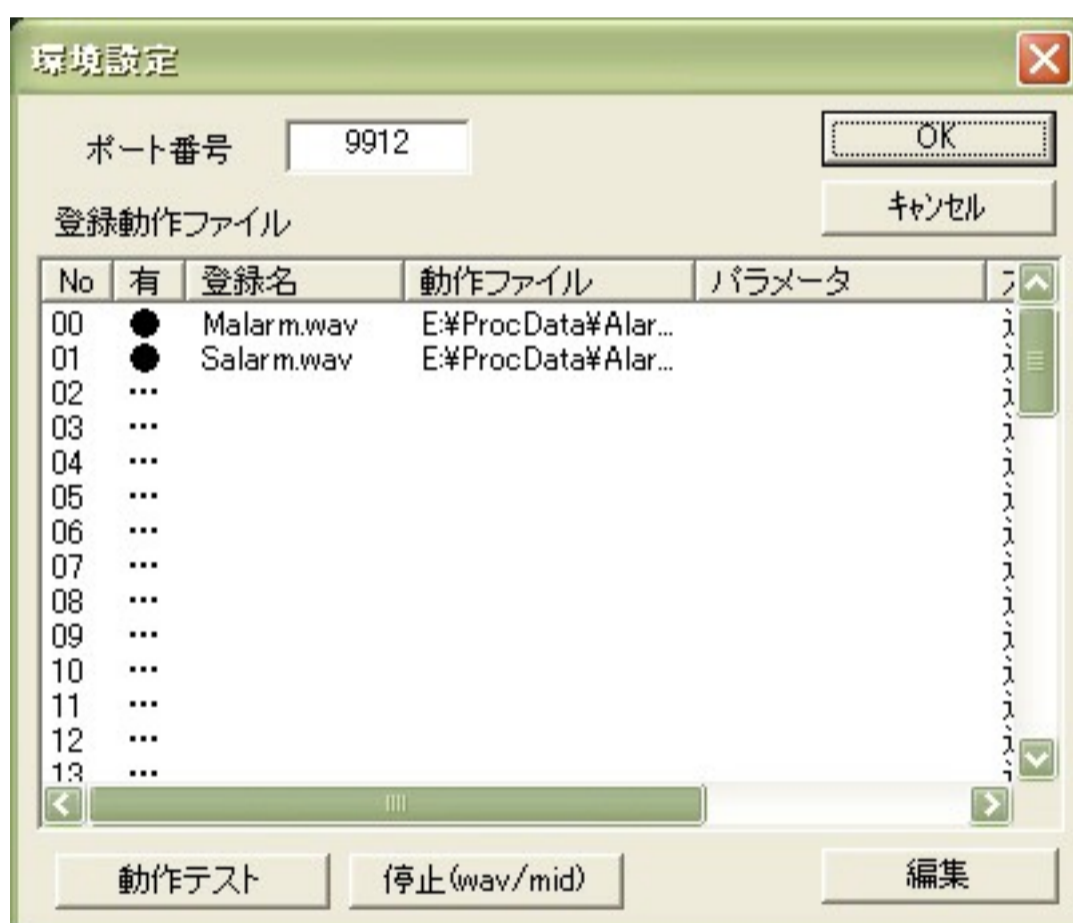 環境設定
ポート番号 9912 OK
キャンセル
登録動作ファイル
No 有 登録名 動作ファイル パラメータ
00 ● Malarm.wav E:¥ProcData¥Alar...
01 ● Salarm.wav E:¥ProcData¥Alar...
02 ...
03 ...
04 ...
05 ...
06 ...
07 ...
08 ...
09 ...
10 ...
11 ...
12 ...
13 ...
動作テスト 停止(wav/mid) 編集